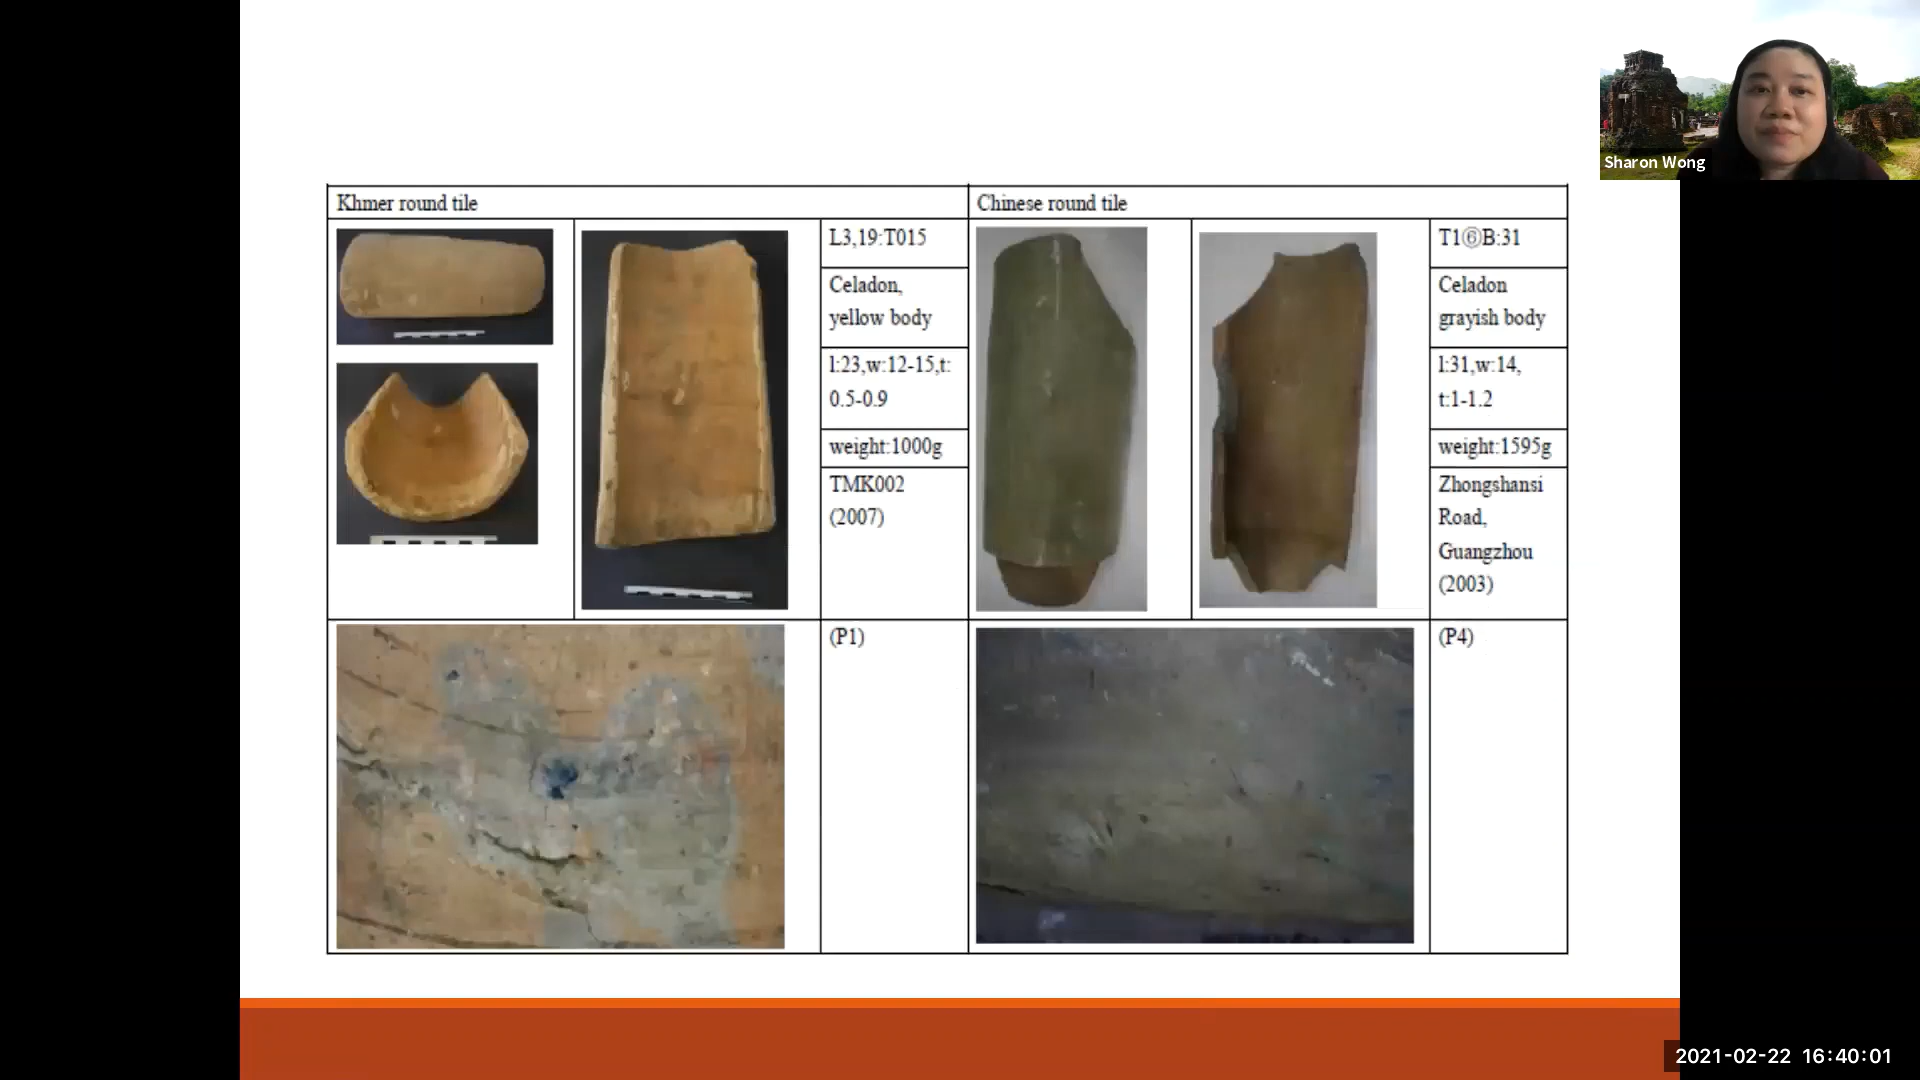 Sharon Wong
Khmer round tile
Chinese round tile
L3,19:T015
Celadon,
yellow body
l:23,w:12-15,t:
0.5-0.9
weight:1000g
TMK002
(2007)
T1⑥B:31
Celadon
grayish body
l:31,w:14,
t:1-1.2
weight:1595g
Zhongshansi
Road,
Guangzhou
(2003)
(P1)
(P4)
2021-02-22 16:40:01